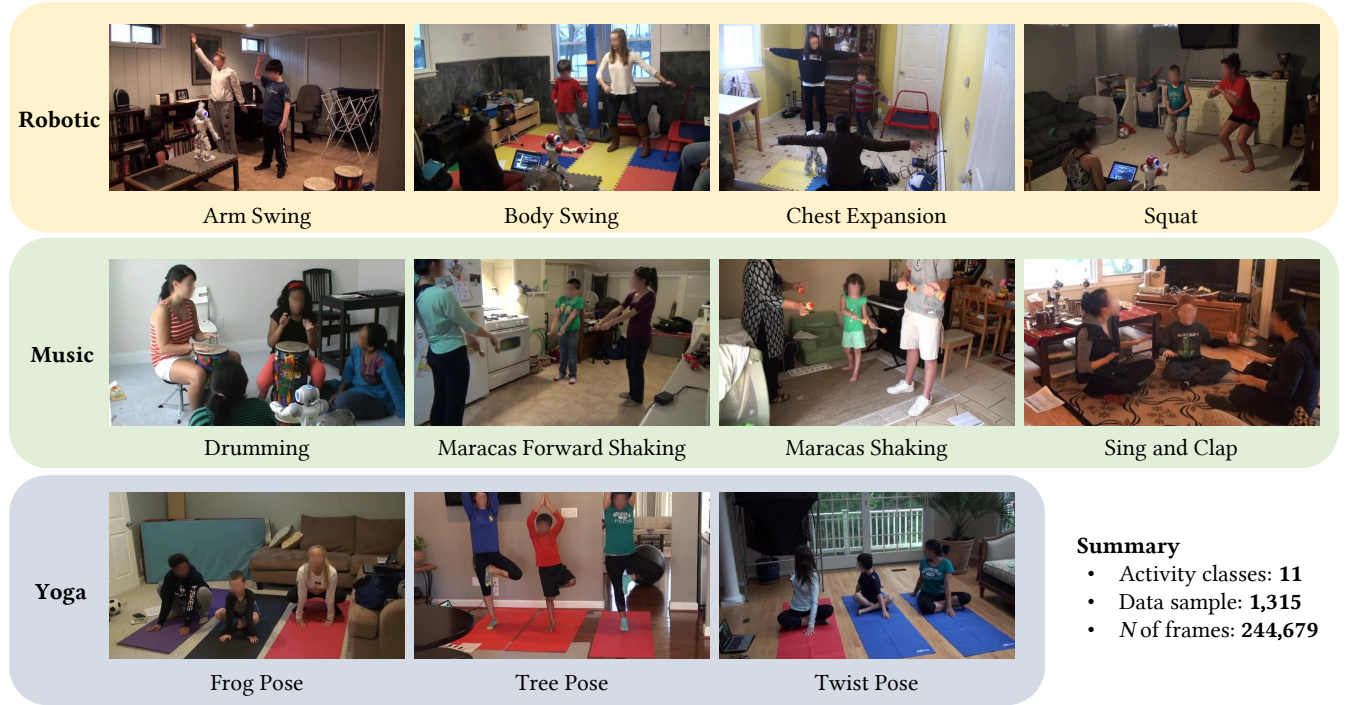 Robotic
Arm Swing
Body Swing
Chest Expansion
Squat
Music
Drumming
Maracas Forward Shaking
Maracas Shaking
Sing and Clap
Yoga
Frog Pose
Tree Pose
Twist Pose
Summary
• Activity classes: 11
• Data sample: 1,315
• N of frames: 244,679